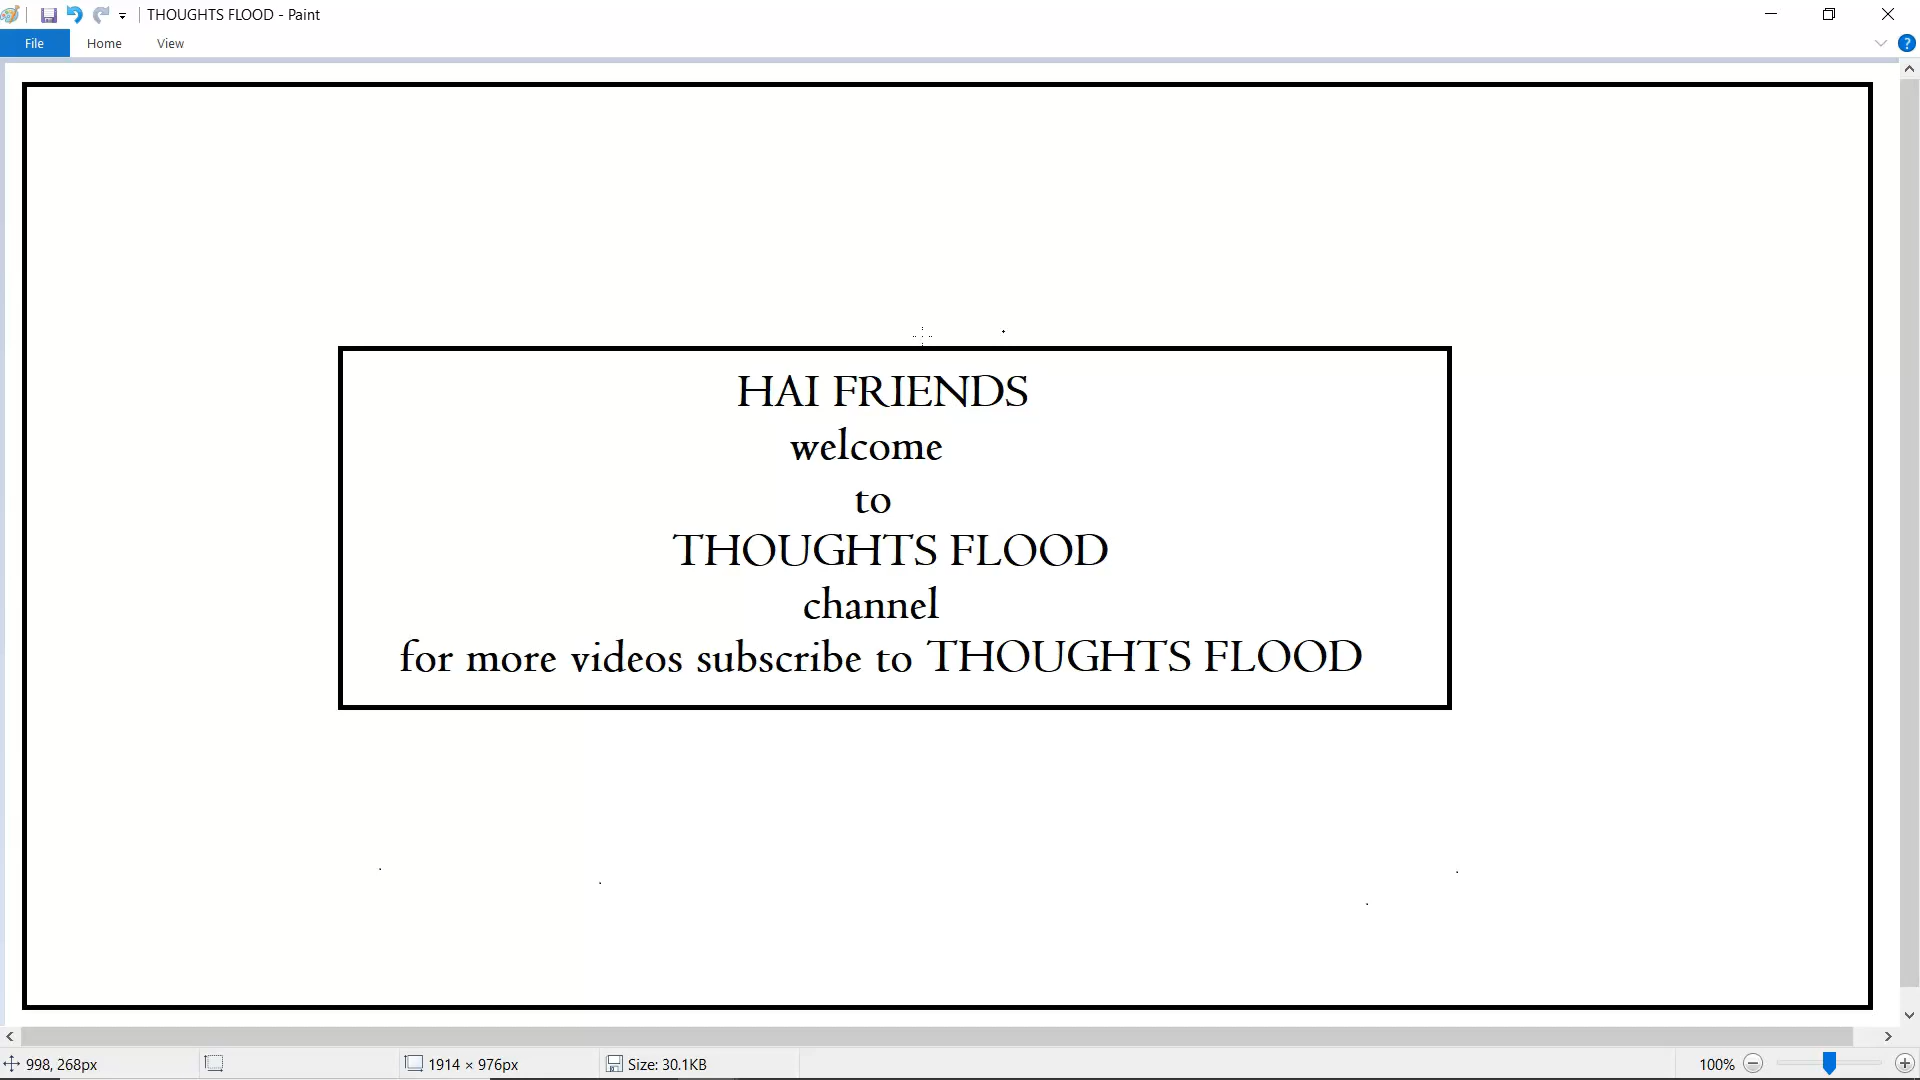 THOUGHTS FLOOD - Paint
File Home View
HAI FRIENDS
welcome
to
THOUGHTS FLOOD
channel
for more videos subscribe to THOUGHTS FLOOD
998, 268px 1914 × 976px Size: 30.1KB 100%